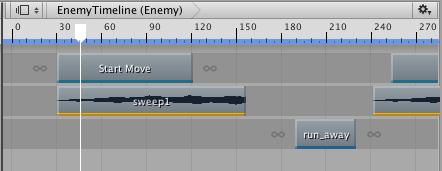 EnemyTimeline (Enemy)
0 30 60 90 120 150 180 210 240 270
Start Move
sweep1
run_away